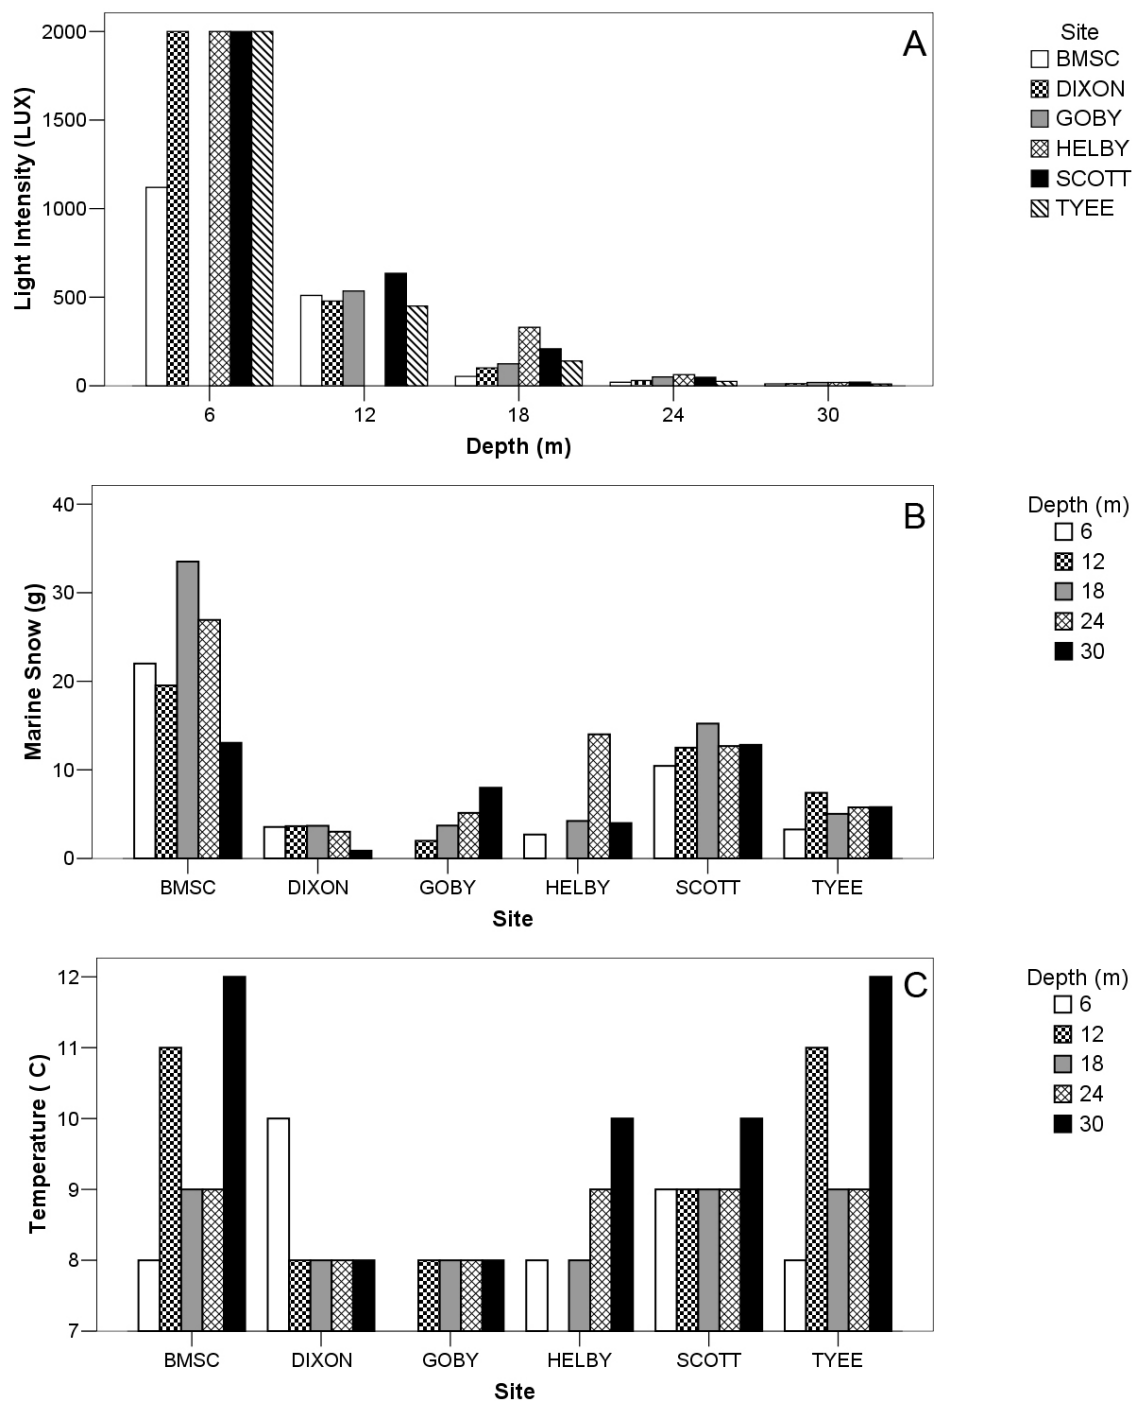 A
Site
BMSC
DIXON
GOBY
HELBY
SCOTT
TYEE
2000
1500
1000
500
0
Light Intensity (LUX)
6 12 18 24 30
Depth (m)
B
Depth (m)
6
12
18
24
30
40
30
20
10
0
Marine Snow (g)
BMSC DIXON GOBY HELBY SCOTT TYEE
Site
C
Depth (m)
6
12
18
24
30
12
11
10
9
8
7
Temperature ( C)
BMSC DIXON GOBY HELBY SCOTT TYEE
Site